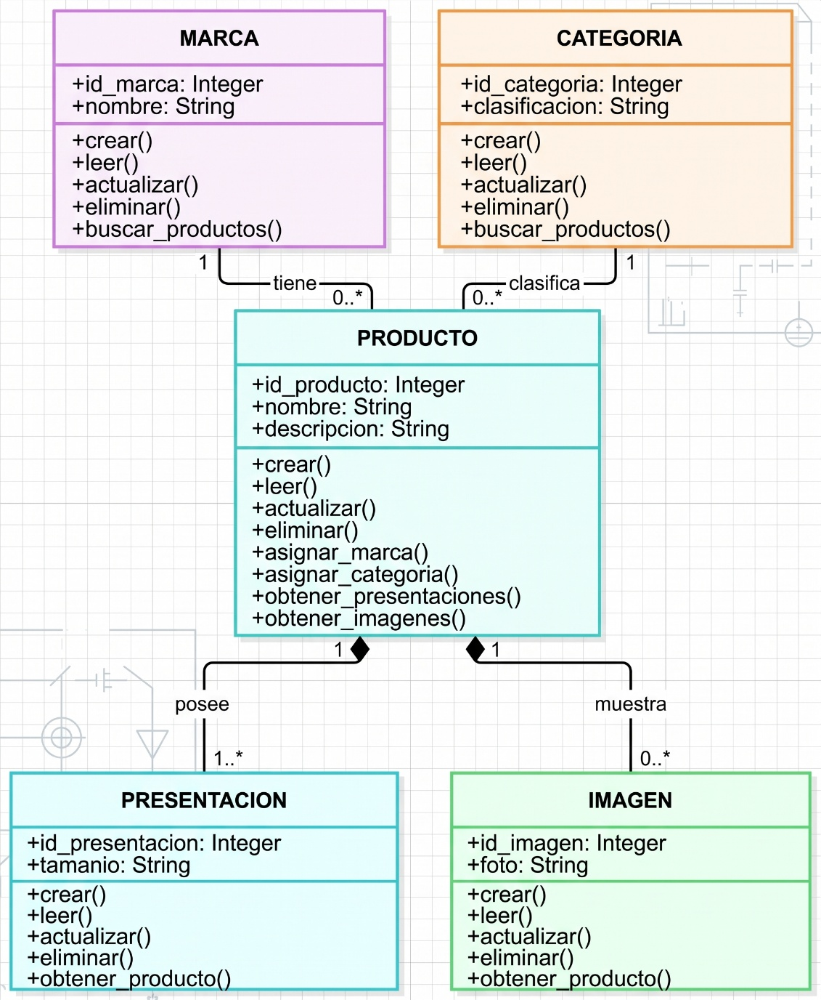 MARCA
+id_marca: Integer
+nombre: String
+crear()
+leer()
+actualizar()
+eliminar()
+buscar_productos()
CATEGORIA
+id_categoria: Integer
+clasificacion: String
+crear()
+leer()
+actualizar()
+eliminar()
+buscar_productos()
1
tiene
0..*
1
clasifica
0..*
PRODUCTO
+id_producto: Integer
+nombre: String
+descripcion: String
+crear()
+leer()
+actualizar()
+eliminar()
+asignar_marca()
+asignar_categoria()
+obtener_presentaciones()
+obtener_imagenes()
1
posee
1..*
1
muestra
0..*
PRESENTACION
+id_presentacion: Integer
+tamanio: String
+crear()
+leer()
+actualizar()
+eliminar()
+obtener_producto()
IMAGEN
+id_imagen: Integer
+foto: String
+crear()
+leer()
+actualizar()
+eliminar()
+obtener_producto()